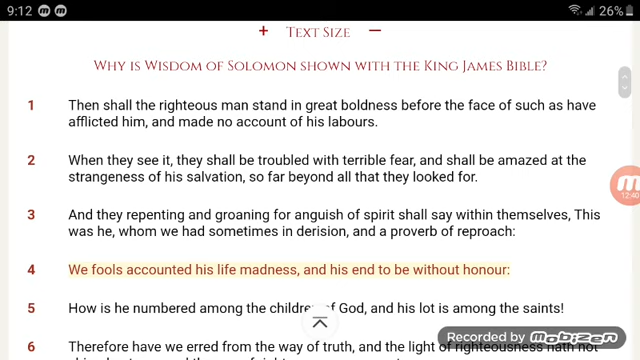 9:12
26%
+ Text Size −
Why is Wisdom of Solomon shown with the King James Bible?
1 Then shall the righteous man stand in great boldness before the face of such as have
afflicted him, and made no account of his labours.
2 When they see it, they shall be troubled with terrible fear, and shall be amazed at the
strangeness of his salvation, so far beyond all that they looked for.
3 And they repenting and groaning for anguish of spirit shall say within themselves, This
was he, whom we had sometimes in derision, and a proverb of reproach:
12:40
4 We fools accounted his life madness, and his end to be without honour:
5 How is he numbered among the children of God, and his lot is among the saints!
6 Therefore have we erred from the way of truth, and the light of righteousness hath not
Recorded by mobizen